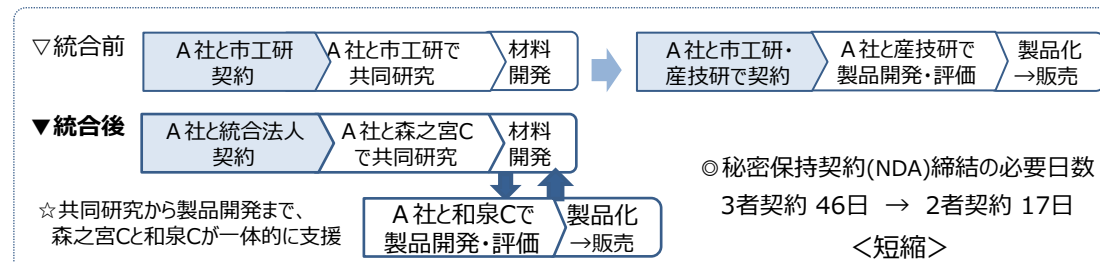 ▽統合前
A社と市工研
契約
A社と市工研で
共同研究
材料
開発
A社と市工研・
産技研で契約
A社と産技研で
製品開発・評価
製品化
→販売
▼統合後
A社と統合法人
契約
A社と森之宮C
で共同研究
材料
開発
☆共同研究から製品開発まで、
森之宮Cと和泉Cが一体的に支援
A社と和泉Cで
製品開発・評価
製品化
→販売
◎秘密保持契約(NDA)締結の必要日数
3者契約 46日 → 2者契約 17日
＜短縮＞